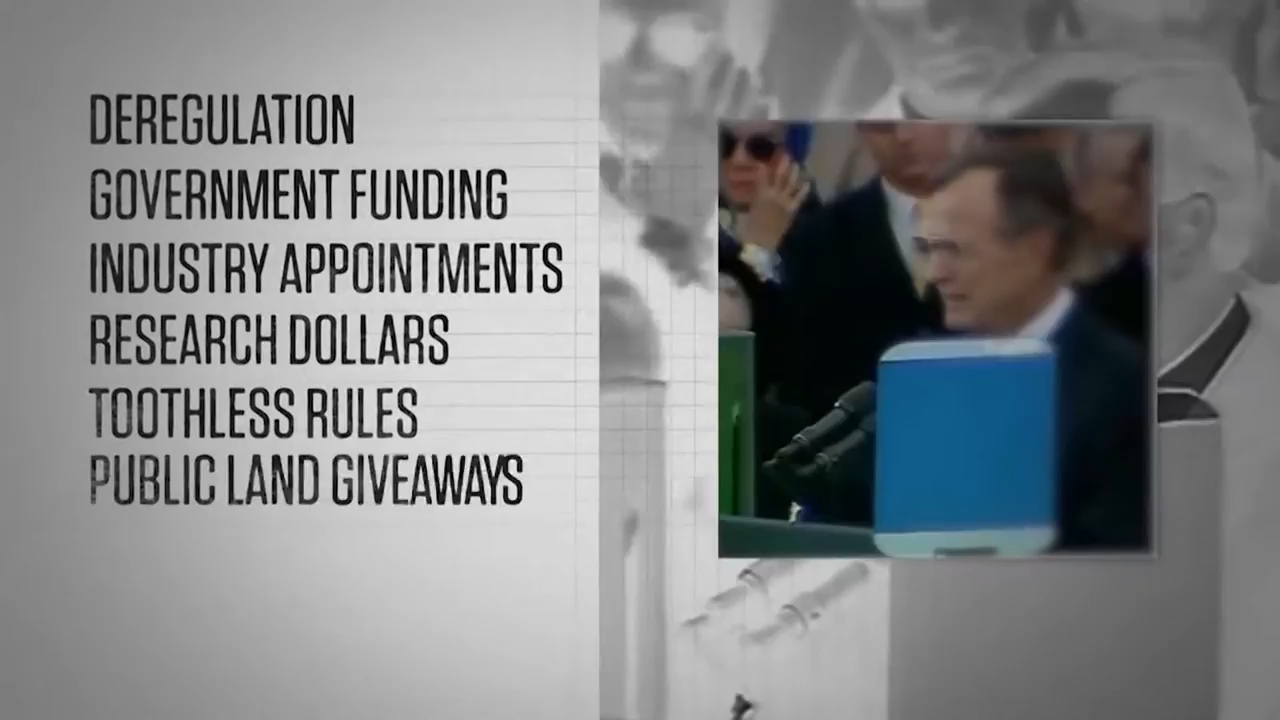 DEREGULATION
GOVERNMENT FUNDING
INDUSTRY APPOINTMENTS
RESEARCH DOLLARS
TOOTHLESS RULES
PUBLIC LAND GIVEAWAYS